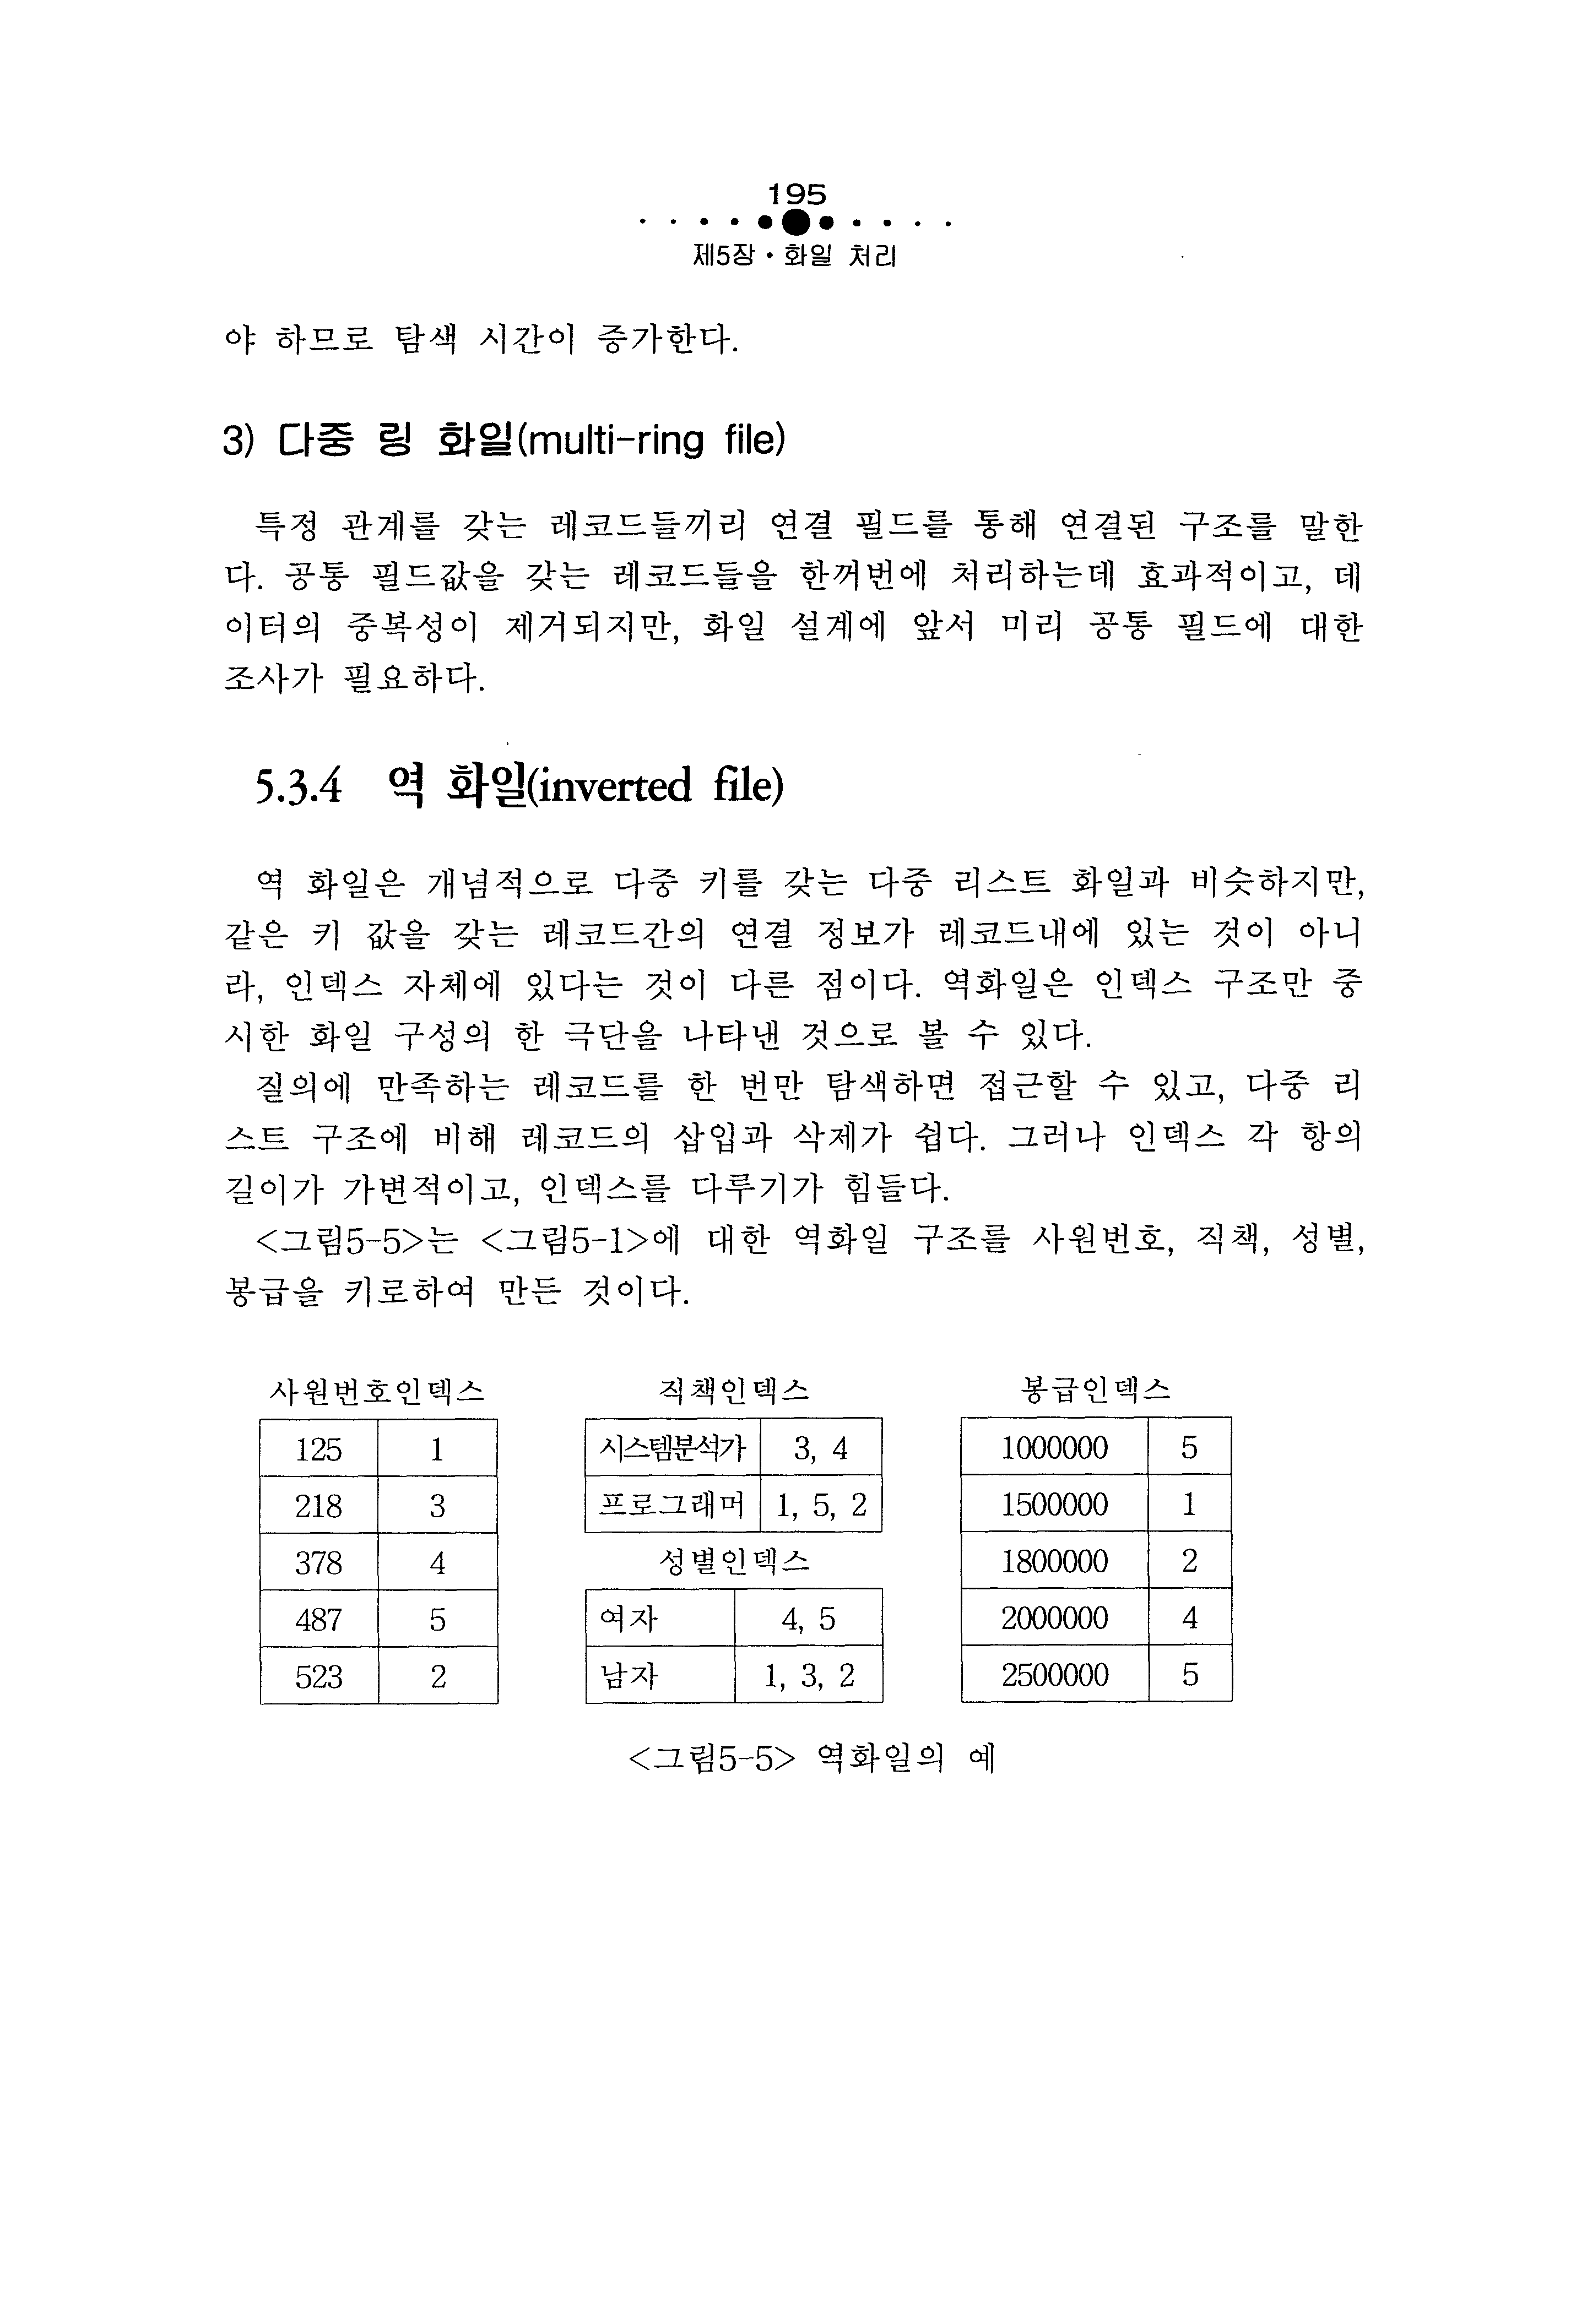 195
제5장 • 화일 처리
야 하므로 탐색 시간이 증가한다.
3) 다중 링 화일(multi-ring file)
특정 관계를 갖는 레코드들끼리 연결 필드를 통해 연결된 구조를 말한
다. 공통 필드값을 갖는 레코드들을 한꺼번에 처리하는데 효과적이고, 데
이터의 중복성이 제거되지만, 화일 설계에 앞서 미리 공통 필드에 대한
조사가 필요하다.
5.3.4 역 화일(inverted file)
역 화일은 개념적으로 다중 키를 갖는 다중 리스트 화일과 비슷하지만,
같은 키 값을 갖는 레코드간의 연결 정보가 레코드내에 있는 것이 아니
라, 인덱스 자체에 있다는 것이 다른 점이다. 역화일은 인덱스 구조만 중
시한 화일 구성의 한 극단을 나타낸 것으로 볼 수 있다.
질의에 만족하는 레코드를 한 번만 탐색하면 접근할 수 있고, 다중 리
스트 구조에 비해 레코드의 삽입과 삭제가 쉽다. 그러나 인덱스 각 항의
길이가 가변적이고, 인덱스를 다루기가 힘들다.
<그림5-5>는 <그림5-1>에 대한 역화일 구조를 사원번호, 직책, 성별,
봉급을 키로하여 만든 것이다.
사원번호인덱스
125 1
218 3
378 4
487 5
523 2
직책인덱스
시스템분석가 3, 4
프로그래머 1, 5, 2
성별인덱스
여자 4, 5
남자 1, 3, 2
봉급인덱스
1000000 5
1500000 1
1800000 2
2000000 4
2500000 5
<그림5-5> 역화일의 예